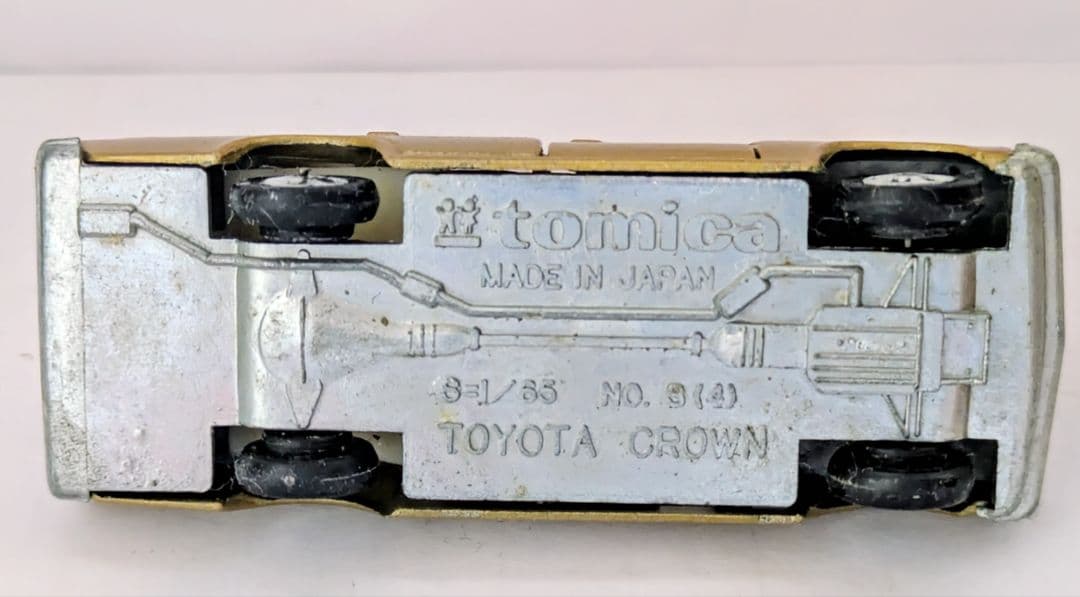 tomica
MADE IN JAPAN
S=1/65 NO. 9(4)
TOYOTA CROWN